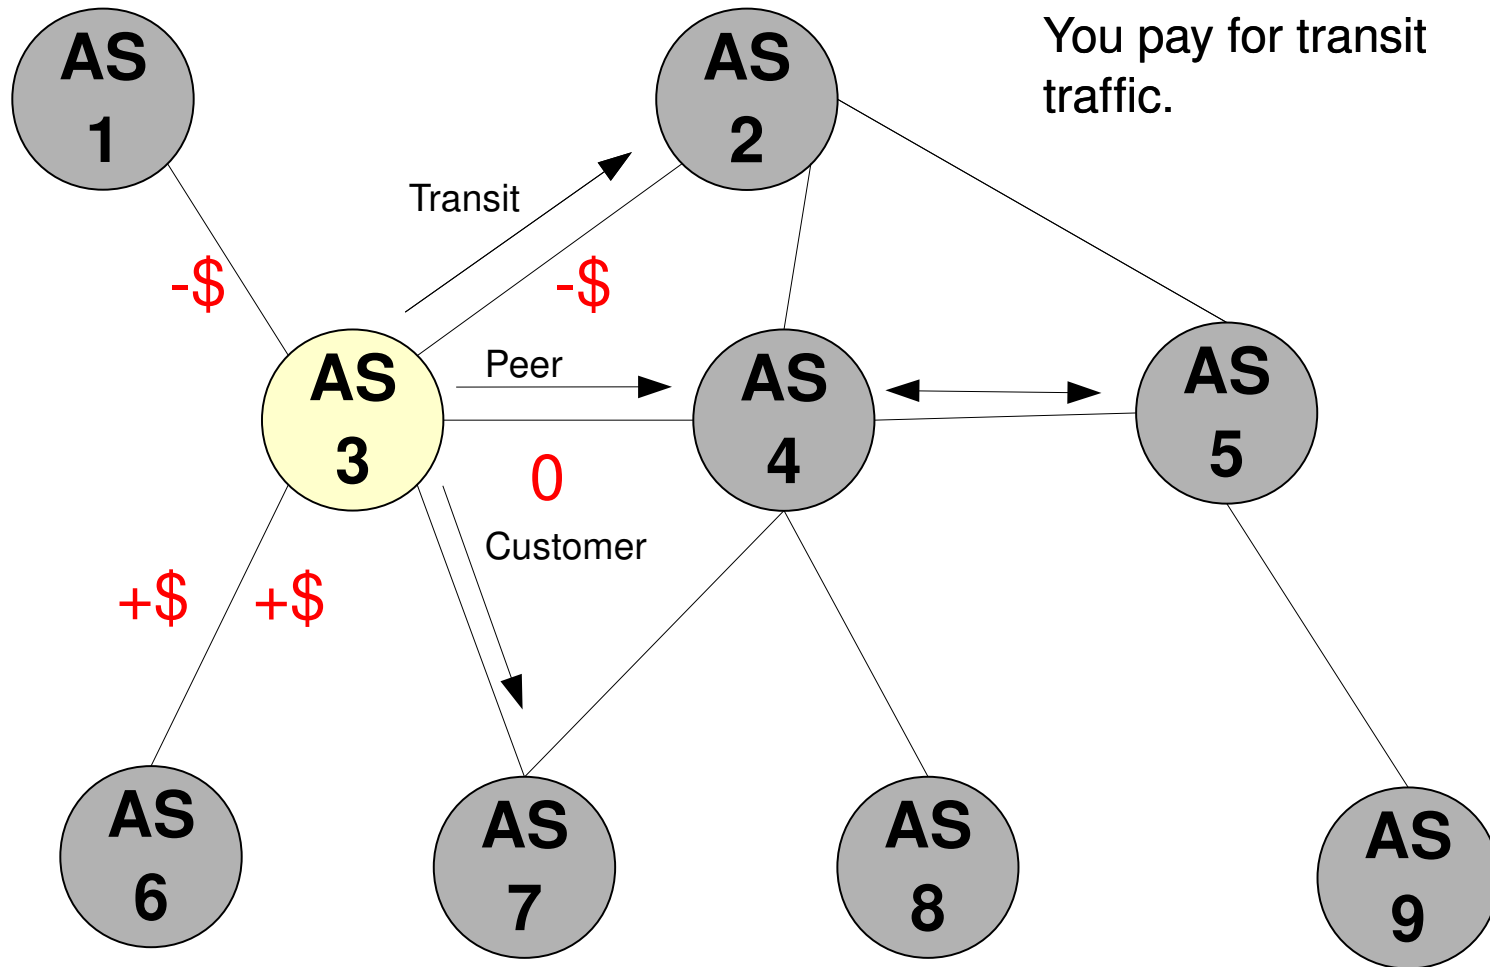 AS
1
AS
2
You pay for transit
traffic.
Transit
-$
-$
AS
3
Peer
0
AS
4
AS
5
Customer
+$
+$
AS
6
AS
7
AS
8
AS
9